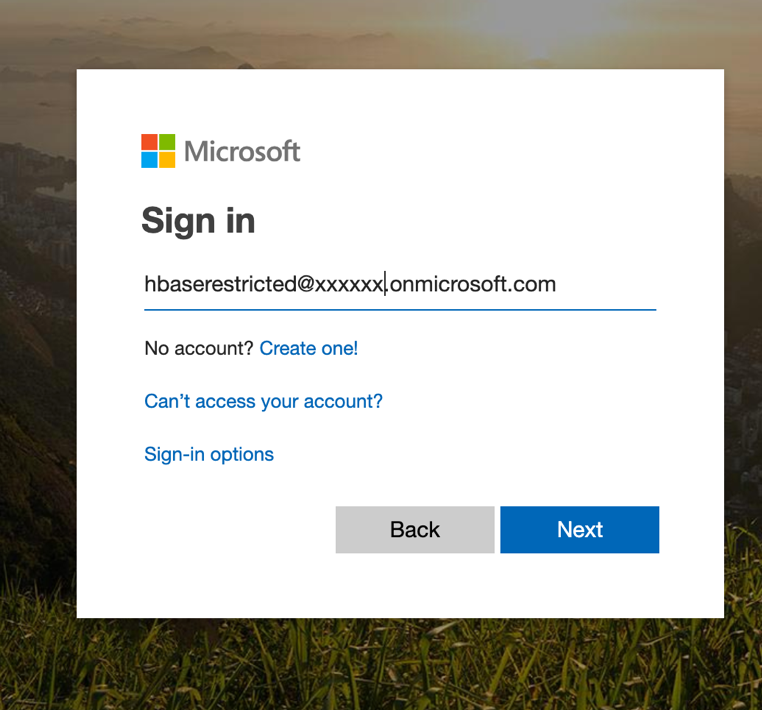 Microsoft
Sign in
hbaserestricted@xxxxxx.onmicrosoft.com
No account? Create one!
Can't access your account?
Sign-in options
Back Next